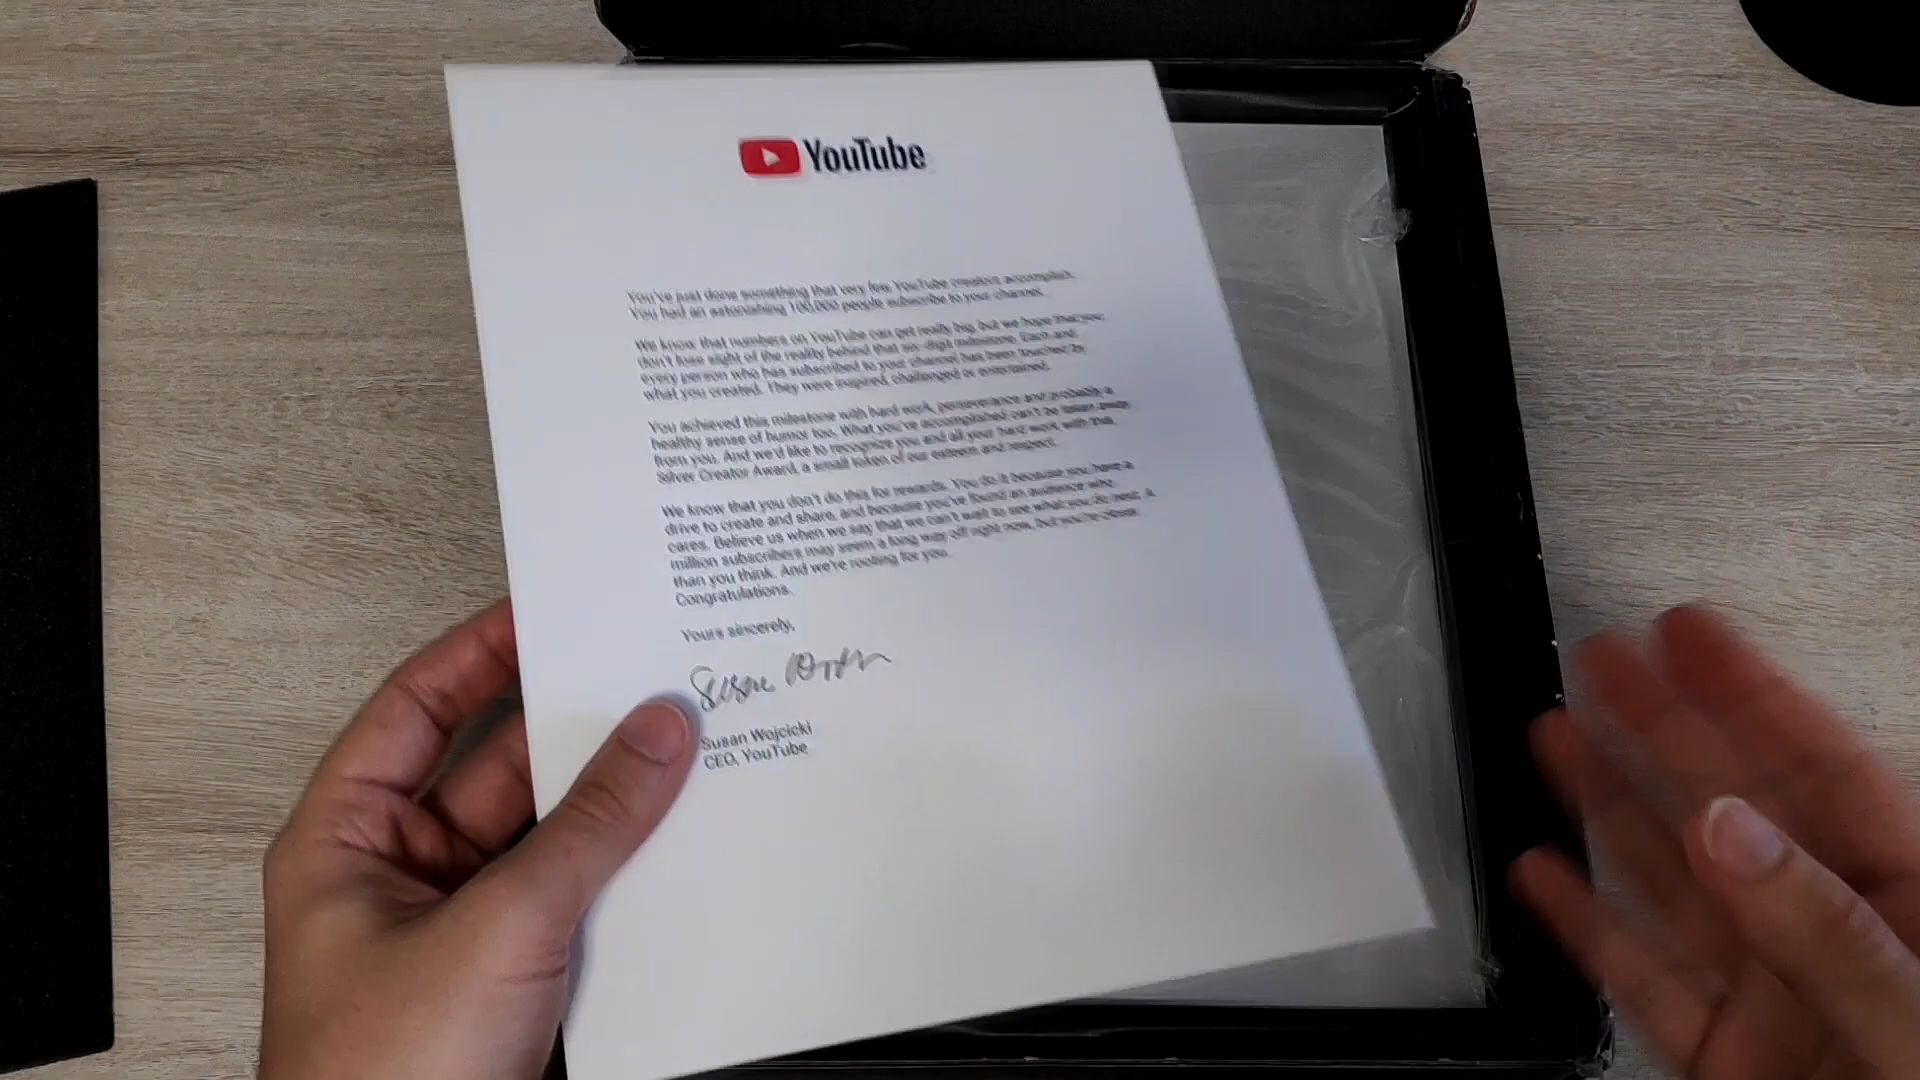 YouTube
You've just done something that very few YouTube creators accomplish.
You had an astonishing 100,000 people subscribe to your channel.
We know that numbers on YouTube can get really big, but we hope that you
don't lose sight of the reality behind that six-digit milestone. Each and
every person who has subscribed to your channel has been touched by
what you created. They were inspired, challenged or entertained.
You achieved this milestone with hard work, perseverance and probably a
healthy sense of humor too. What you've accomplished can't be taken away
from you. And we'd like to recognize you and all your hard work with this
Silver Creator Award, a small token of our esteem and respect.
We know that you don't do this for rewards. You do it because you have a
drive to create and share, and because you've found an audience who
cares. Believe us when we say that we can't wait to see what you do next. A
million subscribers may seem a long way off right now, but you're closer
than you think. And we're rooting for you.
Congratulations.
Yours sincerely,
Susan Wojcicki
CEO, YouTube